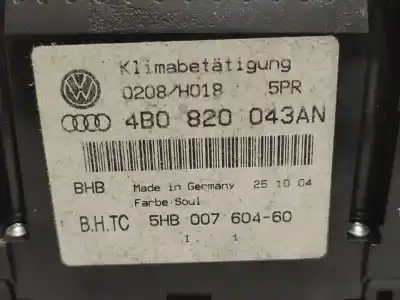 Klimabetätigung
0208/H018 5PR
4B0 820 043AN
BHB Made in Germany 25 10 04
Farbe Soul
B.H.TC 5HB 007 604-60
I. 1